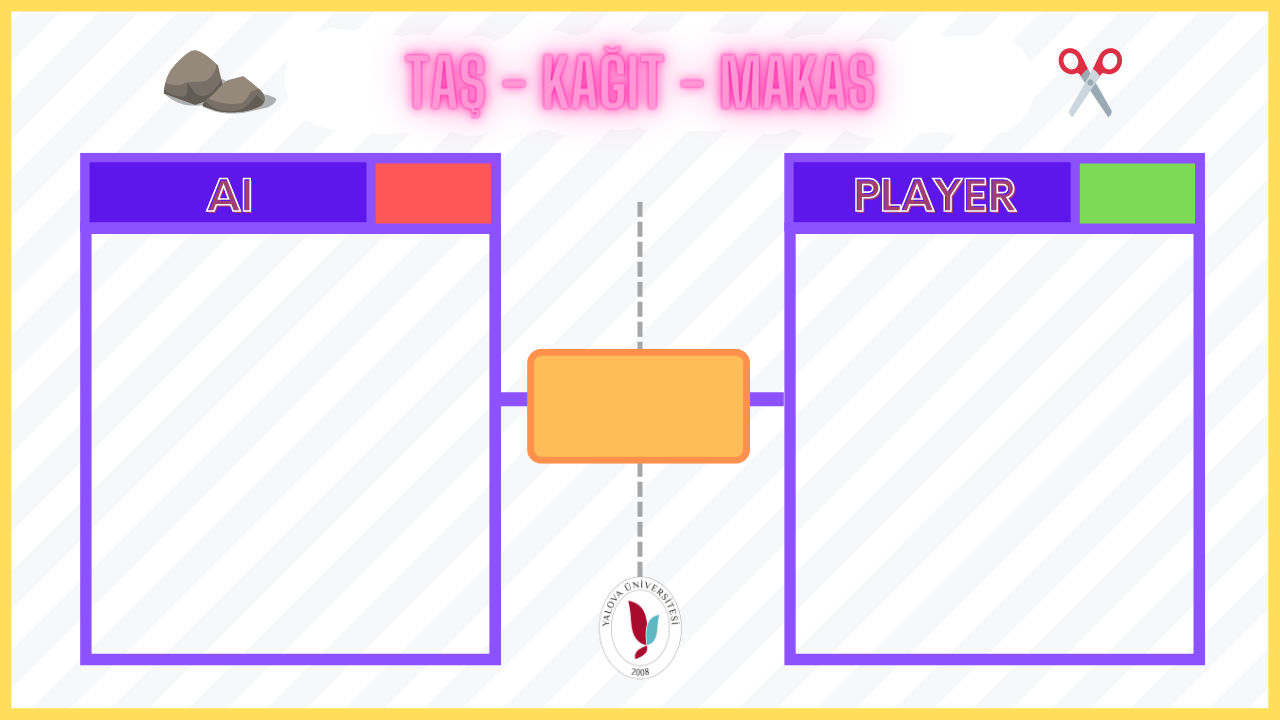 TAŞ - KAĞIT - MAKAS
AI
PLAYER
YALOVA ÜNİVERSİTESİ
2008